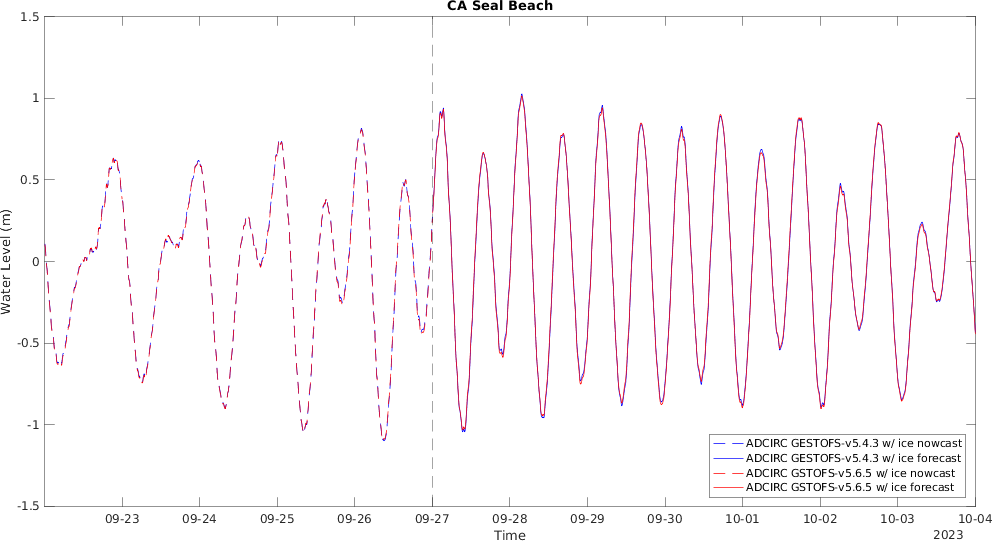 CA Seal Beach
1.5
1
0.5
0
-0.5
-1
-1.5
Water Level (m)
ADCIRC GESTOFS-v5.4.3 w/ ice nowcast
ADCIRC GESTOFS-v5.4.3 w/ ice forecast
ADCIRC GSTOFS-v5.6.5 w/ ice nowcast
ADCIRC GSTOFS-v5.6.5 w/ ice forecast
09-23 09-24 09-25 09-26 09-27 09-28 09-29 09-30 10-01 10-02 10-03 10-04
Time
2023